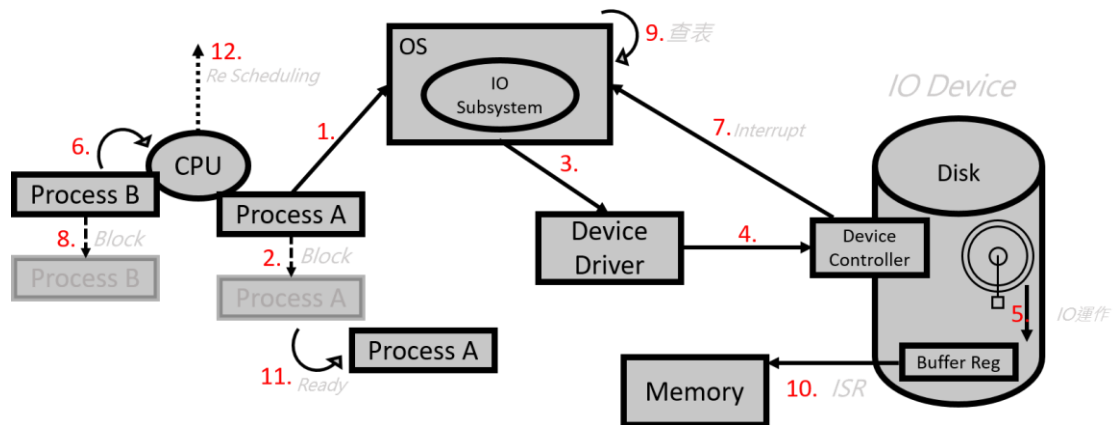 12.
Re Scheduling
6.
CPU
Process B
8.
Block
Process B
1.
Process A
2.
Block
Process A
11.
Ready
Process A
OS
IO
Subsystem
9.
查表
3.
7.
Interrupt
Device
Driver
4.
IO Device
Disk
Device
Controller
5.
IO運作
Buffer Reg
10.
ISR
Memory